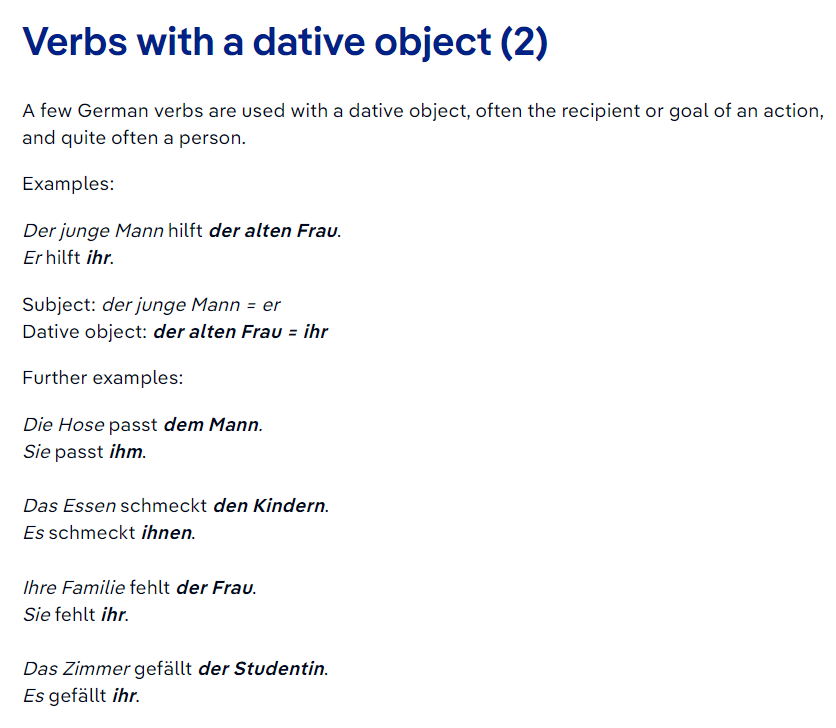 Verbs with a dative object (2)
A few German verbs are used with a dative object, often the recipient or goal of an action,
and quite often a person.
Examples:
Der junge Mann hilft der alten Frau.
Er hilft ihr.
Subject: der junge Mann = er
Dative object: der alten Frau = ihr
Further examples:
Die Hose passt dem Mann.
Sie passt ihm.
Das Essen schmeckt den Kindern.
Es schmeckt ihnen.
Ihre Familie fehlt der Frau.
Sie fehlt ihr.
Das Zimmer gefällt der Studentin.
Es gefällt ihr.